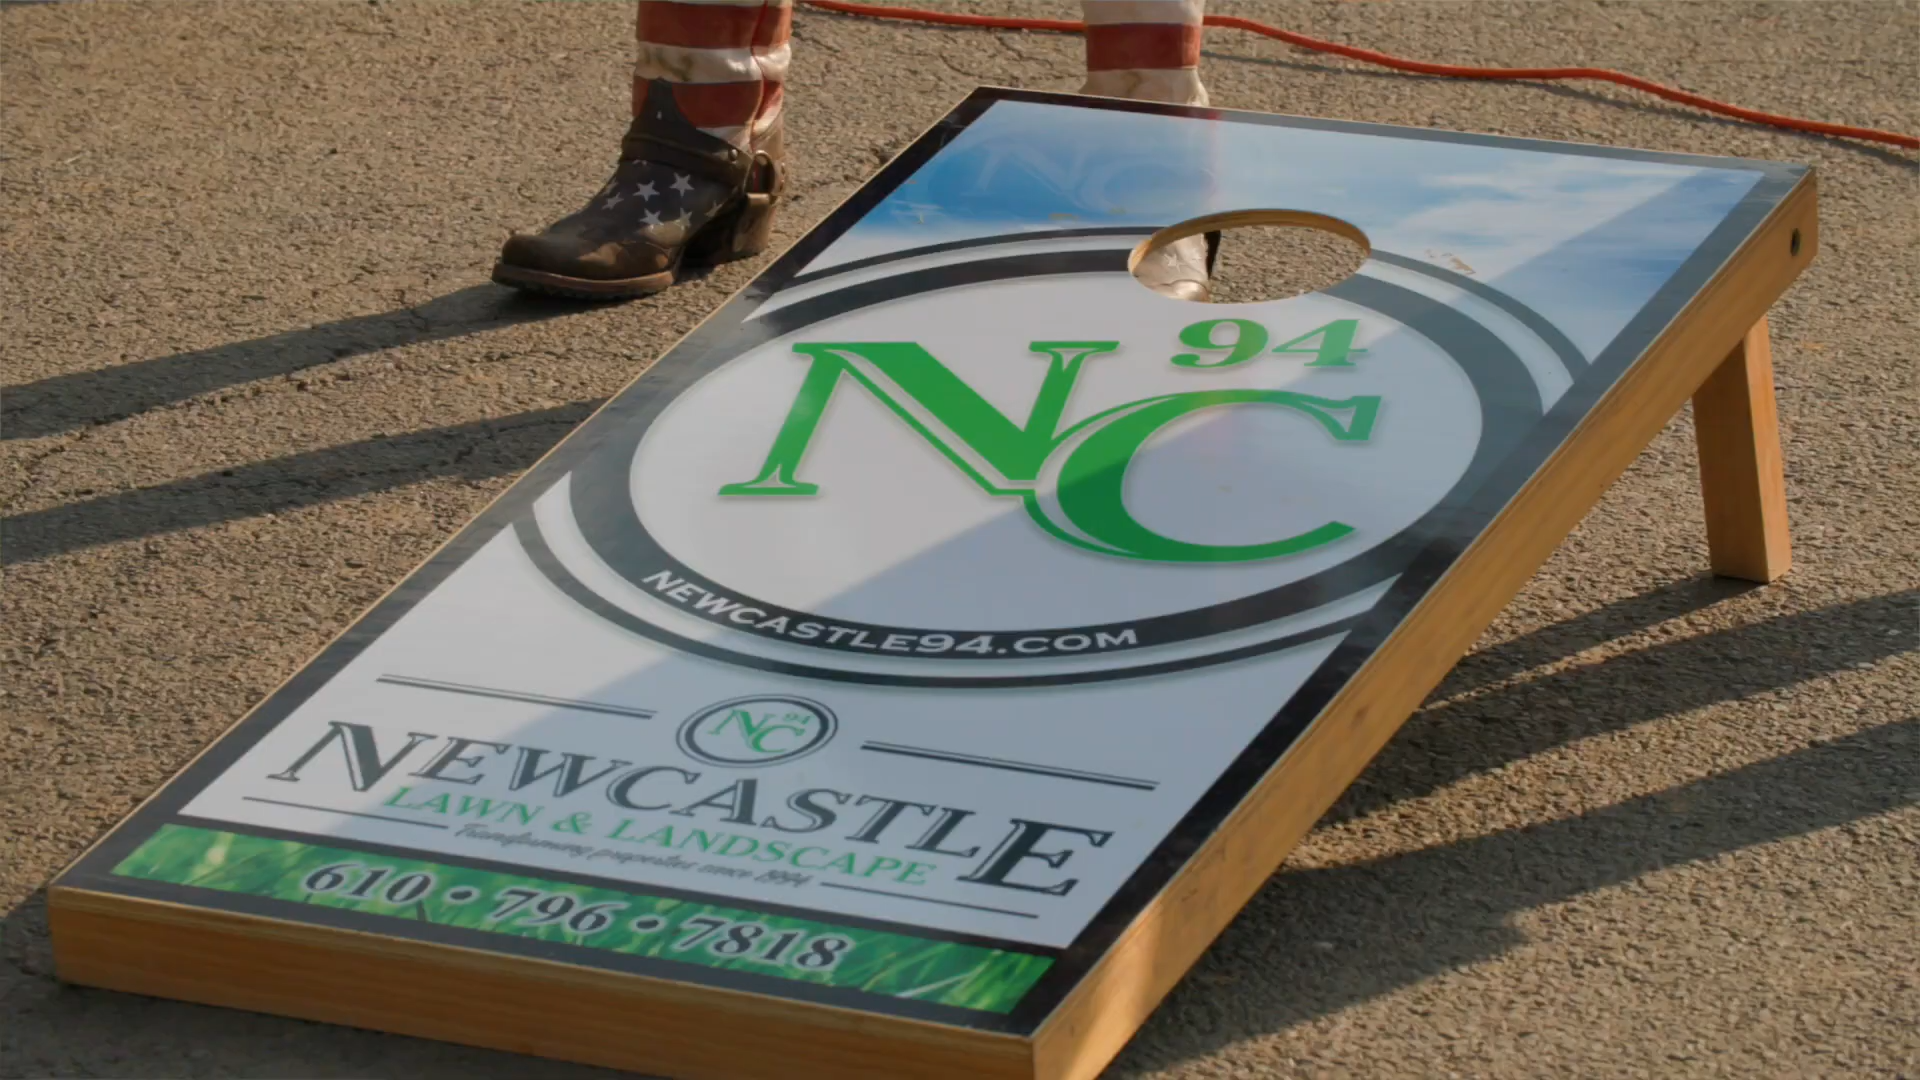 94
NC
NEWCASTLE94.COM
94
NC
NEWCASTLE
LAWN & LANDSCAPE
Transforming properties since 1994
610 • 796 • 7818